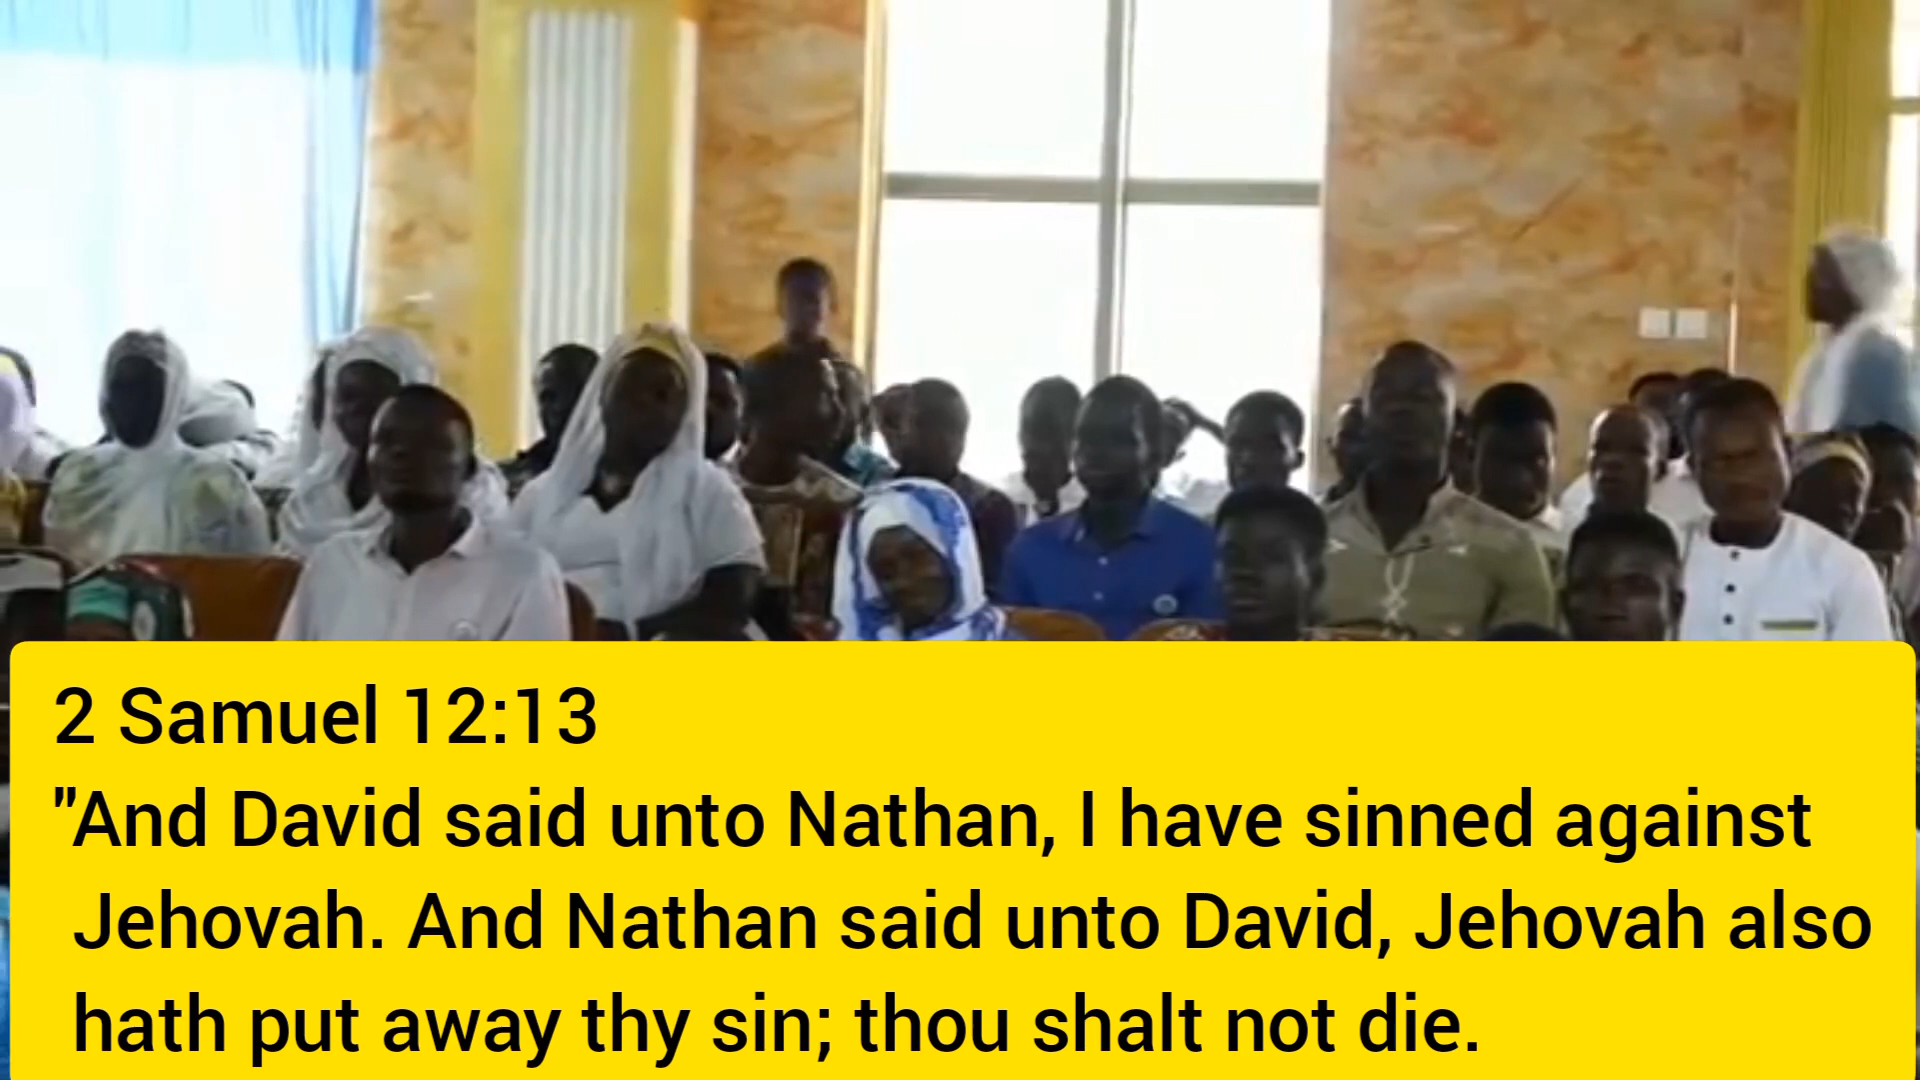 2 Samuel 12:13
"And David said unto Nathan, I have sinned against
Jehovah. And Nathan said unto David, Jehovah also
hath put away thy sin; thou shalt not die.